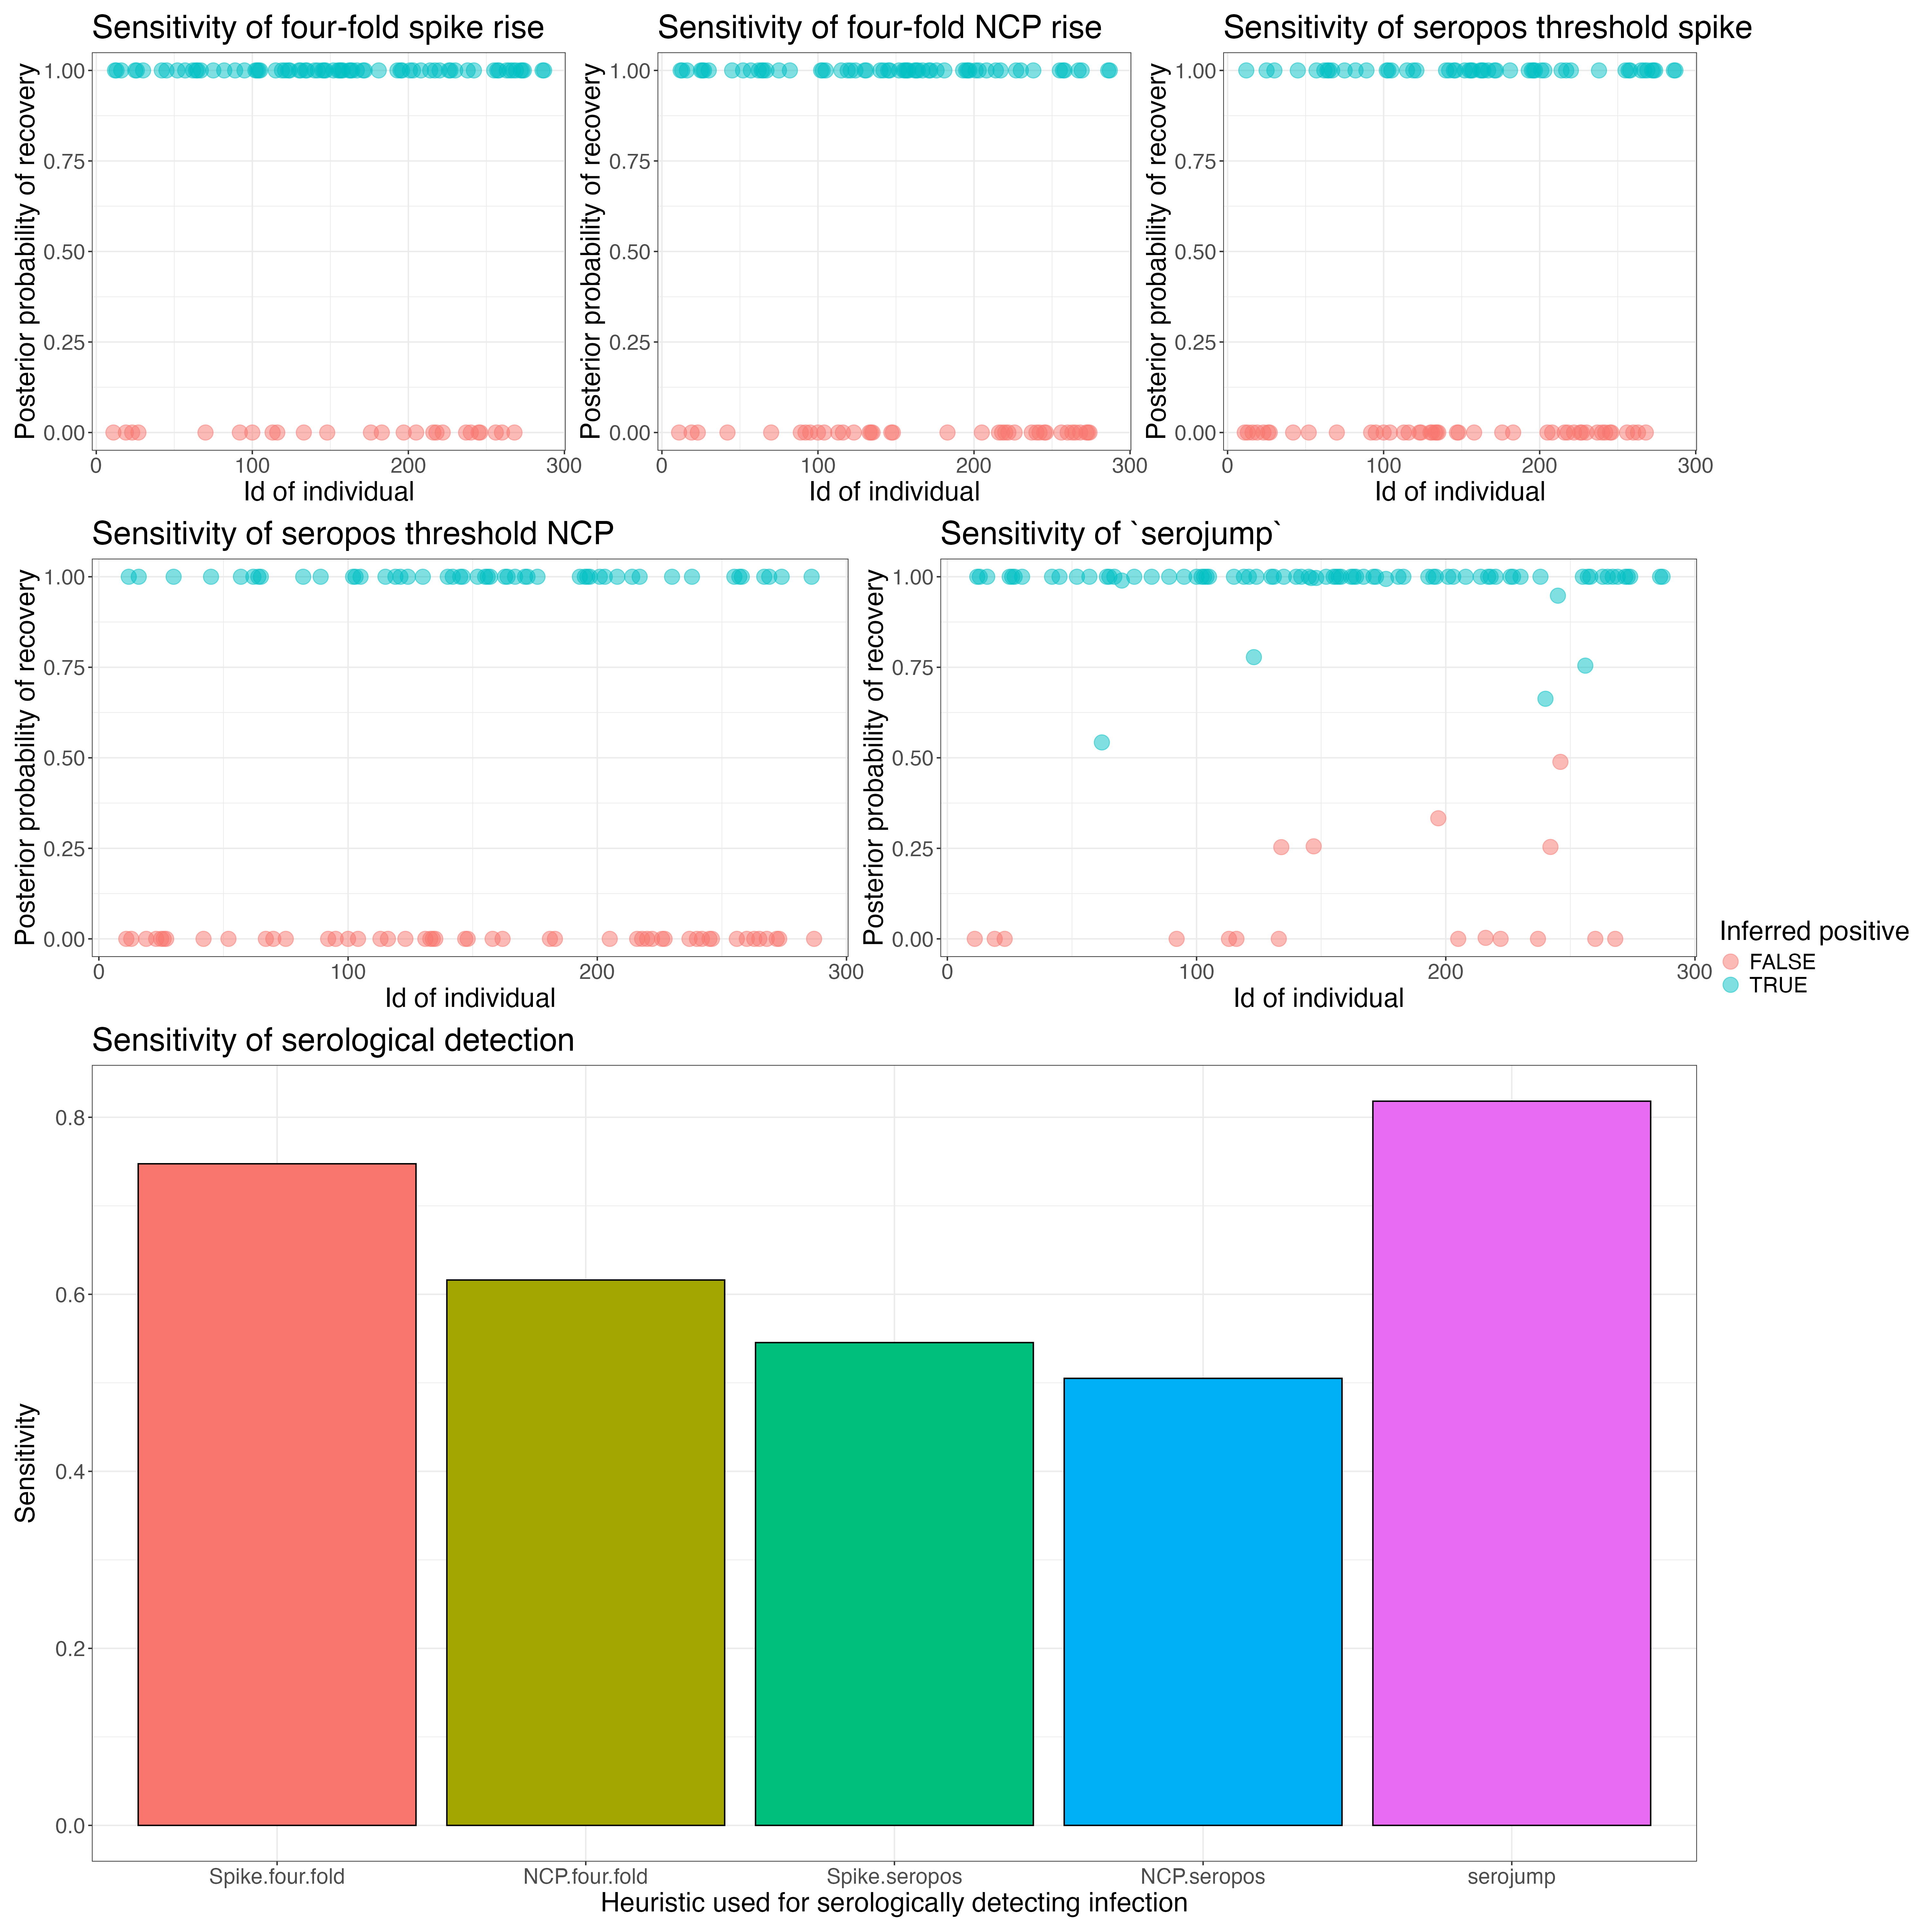 Sensitivity of four-fold spike rise
Posterior probability of recovery
1.00
0.75
0.50
0.25
0.00
0 100 200 300
Id of individual
Sensitivity of four-fold NCP rise
Posterior probability of recovery
1.00
0.75
0.50
0.25
0.00
0 100 200 300
Id of individual
Sensitivity of seropos threshold spike
Posterior probability of recovery
1.00
0.75
0.50
0.25
0.00
0 100 200 300
Id of individual
Sensitivity of seropos threshold NCP
Posterior probability of recovery
1.00
0.75
0.50
0.25
0.00
0 100 200 300
Id of individual
Sensitivity of `serojump`
Posterior probability of recovery
1.00
0.75
0.50
0.25
0.00
0 100 200 300
Id of individual
Inferred positive
FALSE
TRUE
Sensitivity of serological detection
Sensitivity
0.8
0.6
0.4
0.2
0.0
Spike.four.fold NCP.four.fold Spike.seropos NCP.seropos serojump
Heuristic used for serologically detecting infection